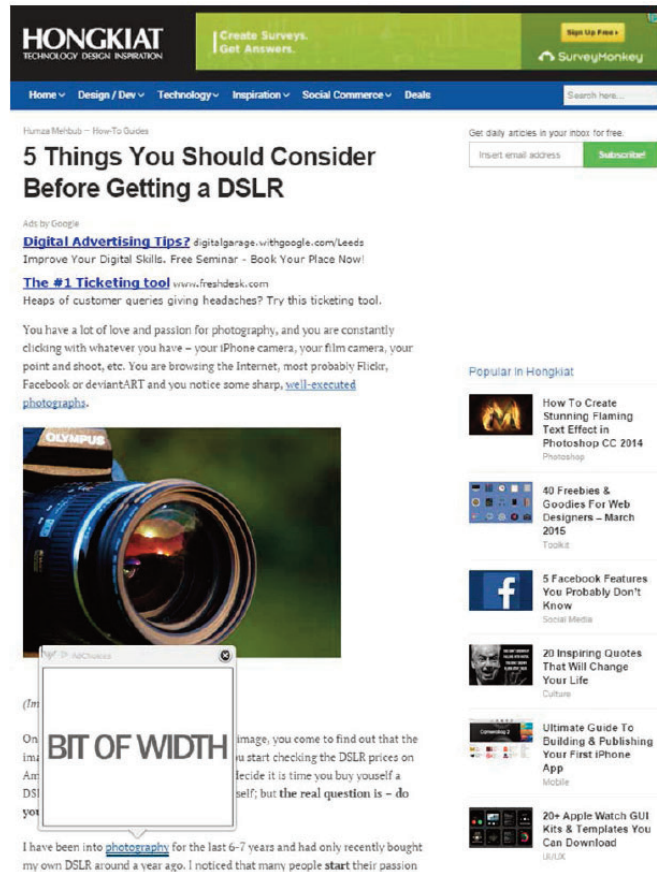 HONGKIAT
TECHNOLOGY DESIGN INSPIRATION
Create Surveys.
Get Answers.
Sign Up Free
SurveyMonkey
Home Design / Dev Technology Inspiration Social Commerce Deals
Search here...
Humza Mehbub – How-To Guides
5 Things You Should Consider
Before Getting a DSLR
Ads by Google
Digital Advertising Tips? digitalgarage.withgoogle.com/Leeds
Improve Your Digital Skills. Free Seminar - Book Your Place Now!
The #1 Ticketing tool www.freshdesk.com
Heaps of customer queries giving headaches? Try this ticketing tool.
You have a lot of love and passion for photography, and you are constantly
clicking with whatever you have – your iPhone camera, your film camera, your
point and shoot, etc. You are browsing the Internet, most probably Flickr,
Facebook or deviantART and you notice some sharp, well-executed
photographs.
OLYMPUS
AdChoices
BIT OF WIDTH
(Im
On
image, you come to find out that the
ima
u start checking the DSLR prices on
Am
decide it is time you buy youself a
DSI
self; but the real question is – do
you
I have been into photography for the last 6-7 years and had only recently bought
my own DSLR around a year ago. I noticed that many people start their passion
Get daily articles in your inbox for free.
Insert email address
Subscribe!
Popular in Hongkiat
How To Create
Stunning Flaming
Text Effect in
Photoshop CC 2014
Photoshop
40 Freebies &
Goodies For Web
Designers – March
2015
Toolkit
5 Facebook Features
You Probably Don't
Know
Social Media
20 Inspiring Quotes
That Will Change
Your Life
Culture
Ultimate Guide To
Building & Publishing
Your First iPhone
App
Mobile
20+ Apple Watch GUI
Kits & Templates You
Can Download
UI/UX